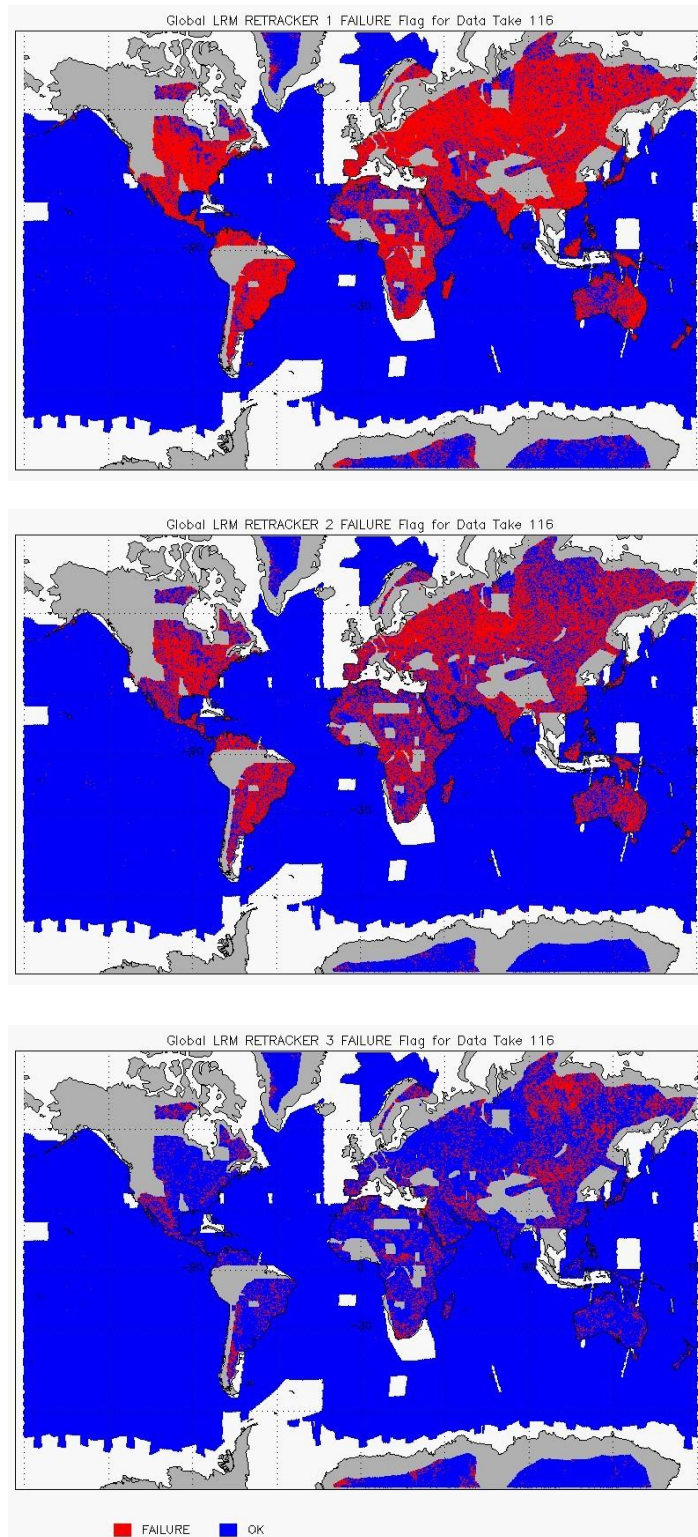 Global LRM RETRACKER 1 FAILURE Flag for Data Take 116
Global LRM RETRACKER 2 FAILURE Flag for Data Take 116
Global LRM RETRACKER 3 FAILURE Flag for Data Take 116
FAILURE OK